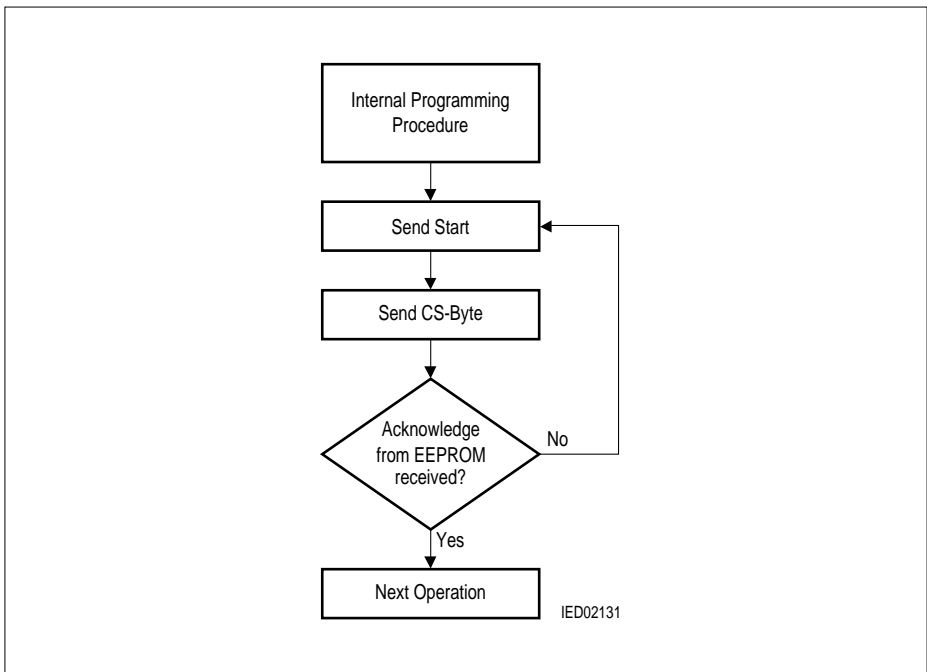 Internal Programming
Procedure
Send Start
Send CS-Byte
Acknowledge
from EEPROM
received?
No
Yes
Next Operation
IED02131